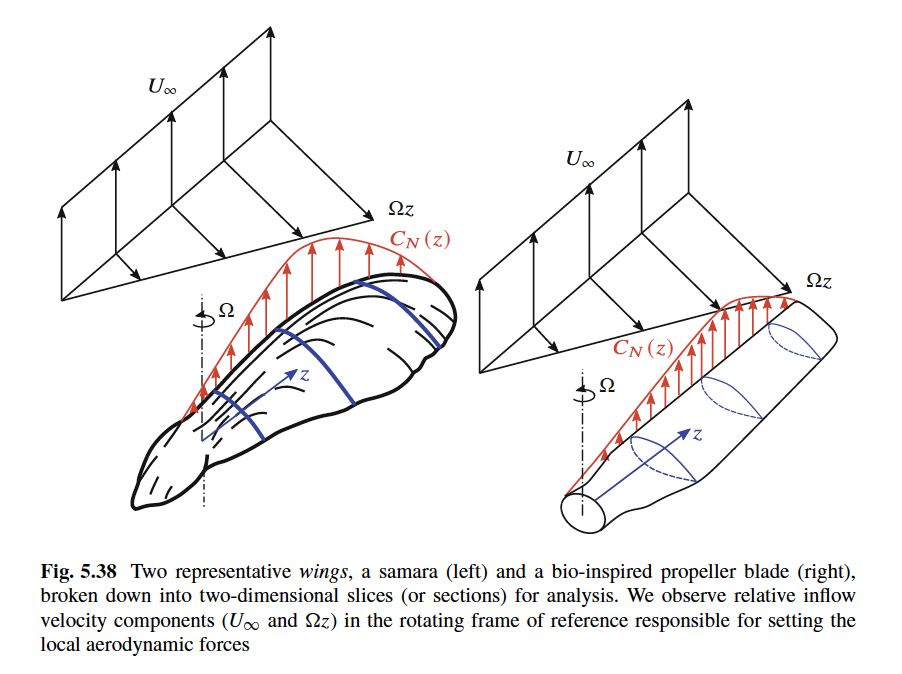 U∞
Ωz
C_N (z)
Ω
z
U∞
Ωz
C_N (z)
Ω
z
Fig. 5.38 Two representative wings, a samara (left) and a bio-inspired propeller blade (right),
broken down into two-dimensional slices (or sections) for analysis. We observe relative inflow
velocity components (U∞ and Ωz) in the rotating frame of reference responsible for setting the
local aerodynamic forces